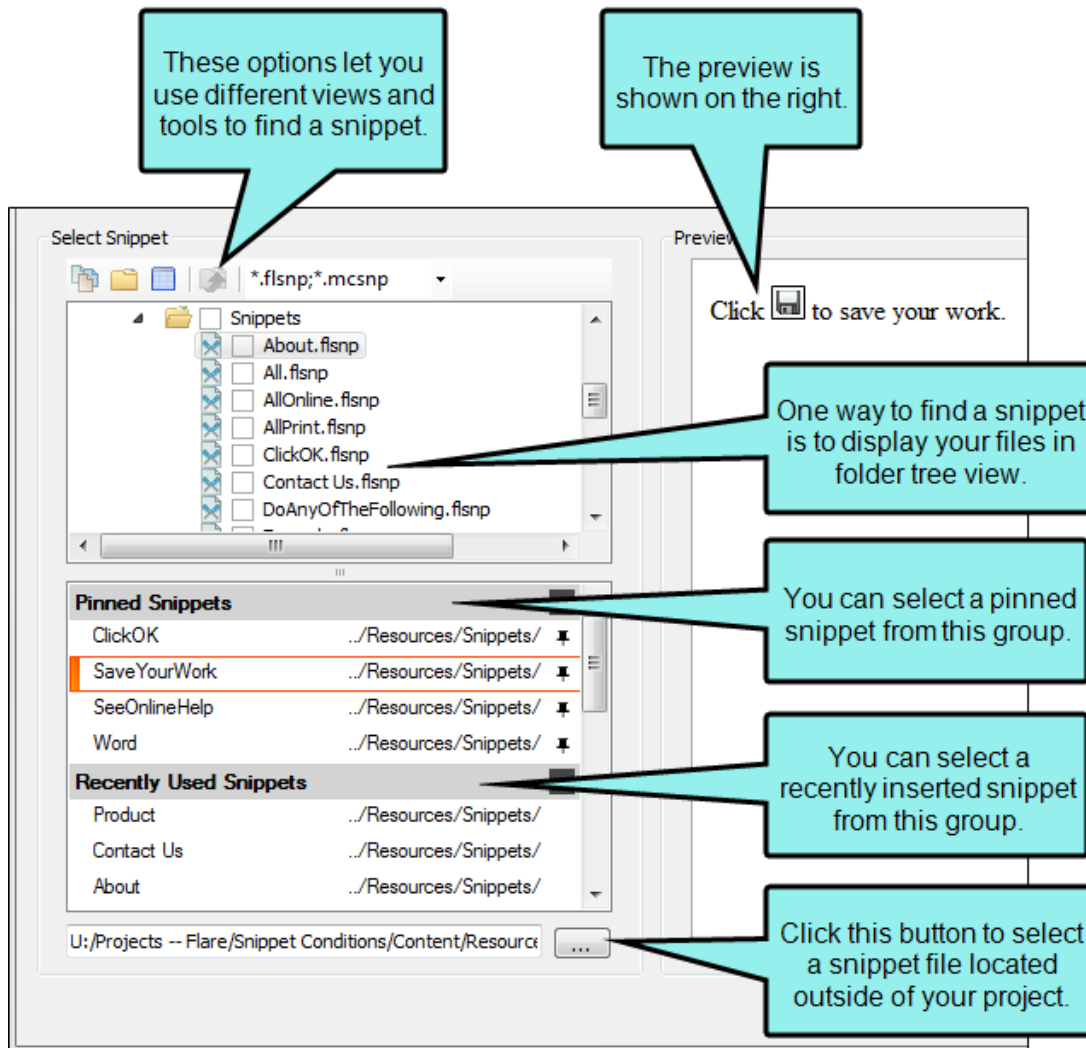 These options let you
use different views and
tools to find a snippet.
The preview is
shown on the right.
Select Snippet
*.flsnp;*.mcsnp
Snippets
About.flsnp
All.flsnp
AllOnline.flsnp
AllPrint.flsnp
ClickOK.flsnp
Contact Us.flsnp
DoAnyOfTheFollowing.flsnp
Preview
Click to save your work.
One way to find a snippet
is to display your files in
folder tree view.
Pinned Snippets
ClickOK ../Resources/Snippets/
SaveYourWork ../Resources/Snippets/
SeeOnlineHelp ../Resources/Snippets/
Word ../Resources/Snippets/
You can select a pinned
snippet from this group.
Recently Used Snippets
Product ../Resources/Snippets/
Contact Us ../Resources/Snippets/
About ../Resources/Snippets/
You can select a
recently inserted snippet
from this group.
U:/Projects -- Flare/Snippet Conditions/Content/Resource
...
Click this button to select
a snippet file located
outside of your project.